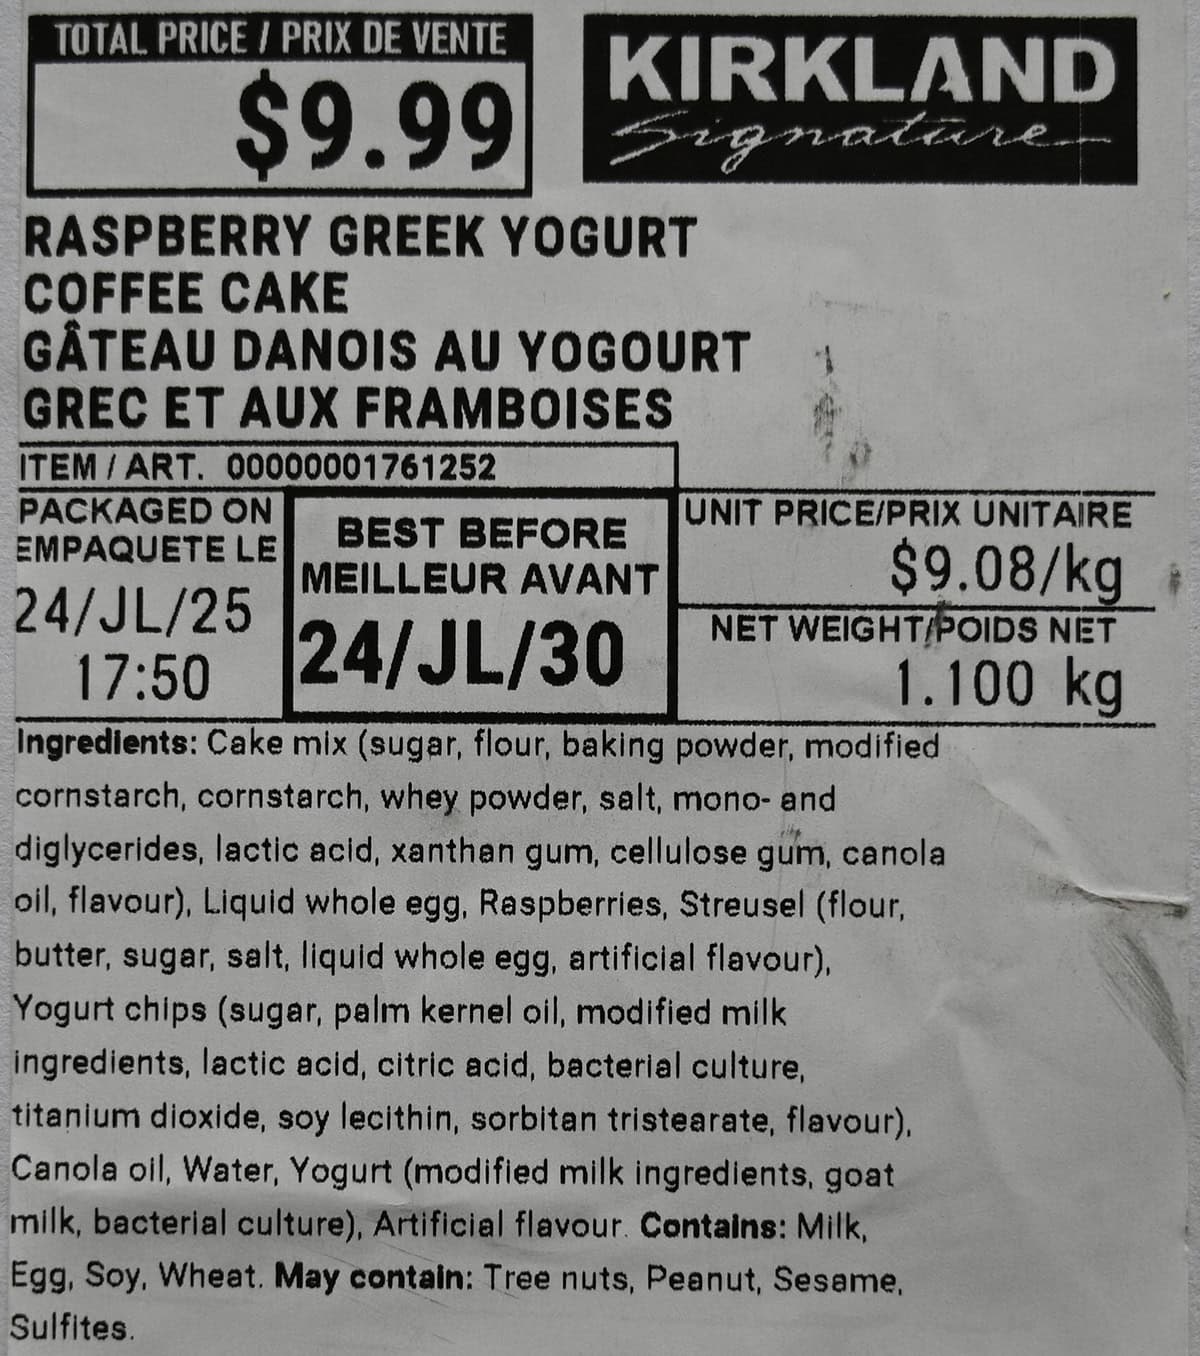 TOTAL PRICE / PRIX DE VENTE
$9.99
KIRKLAND
Signature
RASPBERRY GREEK YOGURT
COFFEE CAKE
GÂTEAU DANOIS AU YOGOURT
GREC ET AUX FRAMBOISES
ITEM / ART. 00000001761252
PACKAGED ON
EMPAQUETE LE
24/JL/25
17:50
BEST BEFORE
MEILLEUR AVANT
24/JL/30
UNIT PRICE/PRIX UNITAIRE
$9.08/kg
NET WEIGHT/POIDS NET
1.100 kg
Ingredients: Cake mix (sugar, flour, baking powder, modified
cornstarch, cornstarch, whey powder, salt, mono- and
diglycerides, lactic acid, xanthan gum, cellulose gum, canola
oil, flavour), Liquid whole egg, Raspberries, Streusel (flour,
butter, sugar, salt, liquid whole egg, artificial flavour),
Yogurt chips (sugar, palm kernel oil, modified milk
ingredients, lactic acid, citric acid, bacterial culture,
titanium dioxide, soy lecithin, sorbitan tristearate, flavour),
Canola oil, Water, Yogurt (modified milk ingredients, goat
milk, bacterial culture), Artificial flavour. Contains: Milk,
Egg, Soy, Wheat. May contain: Tree nuts, Peanut, Sesame,
Sulfites.